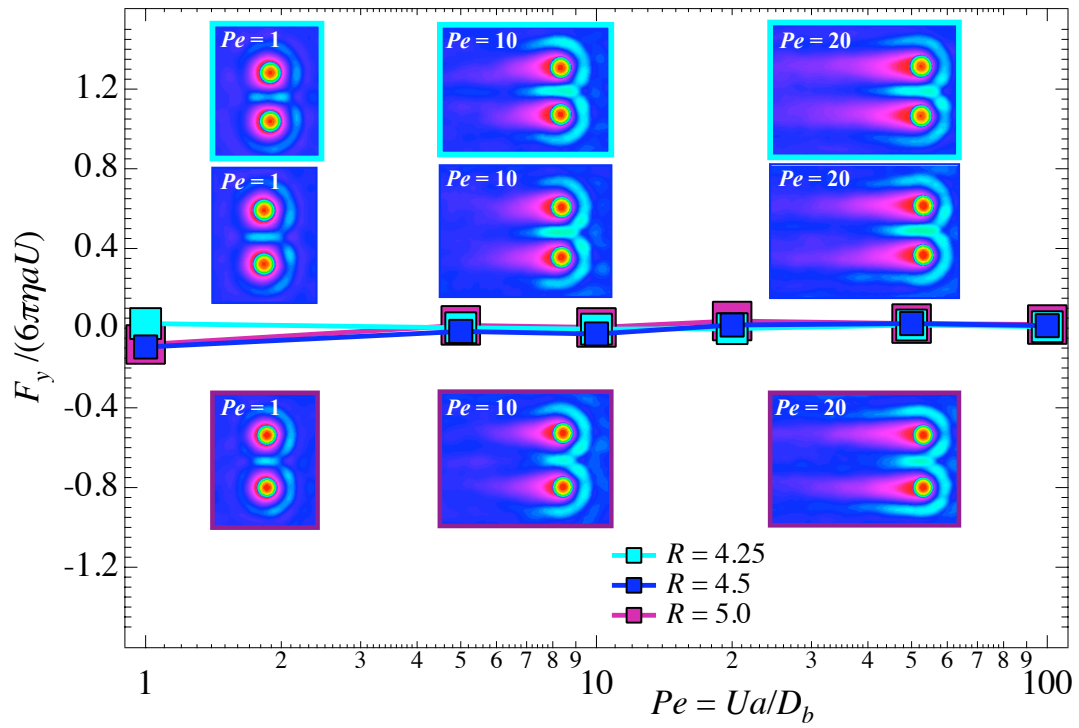 Pe = 1
Pe = 10
Pe = 20
Pe = 1
Pe = 10
Pe = 20
Pe = 1
Pe = 10
Pe = 20
F_y /(6πηaU)
1.2
0.8
0.4
0.0
-0.4
-0.8
-1.2
R = 4.25
R = 4.5
R = 5.0
2 3 4 5 6 7 8 9 2 3 4 5 6 7 8 9
1 10 100
Pe = Ua/D_b